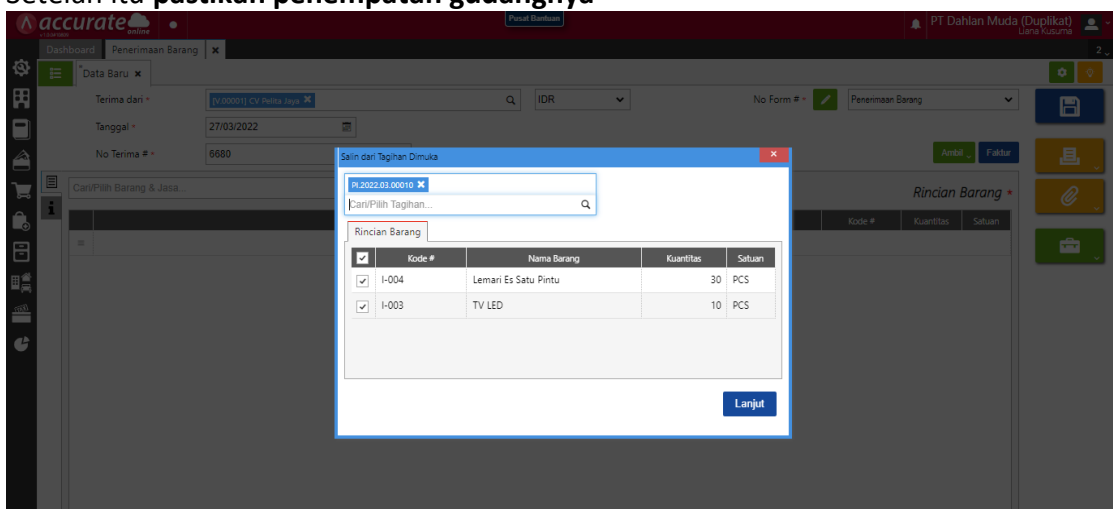 Setelah itu pastikan penempatan gudangnya
accurate online
Pusat Bantuan
PT Dahlan Muda (Duplikat)
Liana Kusuma
Dashboard Penerimaan Barang
2
Data Baru
Terima dari *
[V.00001] CV Pelita Jaya
IDR
No Form # *
Penerimaan Barang
Tanggal *
27/03/2022
No Terima # *
6680
Ambil Faktur
Cari/Pilih Barang & Jasa...
Rincian Barang *
Kode # Kuantitas Satuan
Salin dari Tagihan Dimuka
PI.2022.03.00010
Cari/Pilih Tagihan...
Rincian Barang
Kode # Nama Barang Kuantitas Satuan
I-004 Lemari Es Satu Pintu 30 PCS
I-003 TV LED 10 PCS
Lanjut